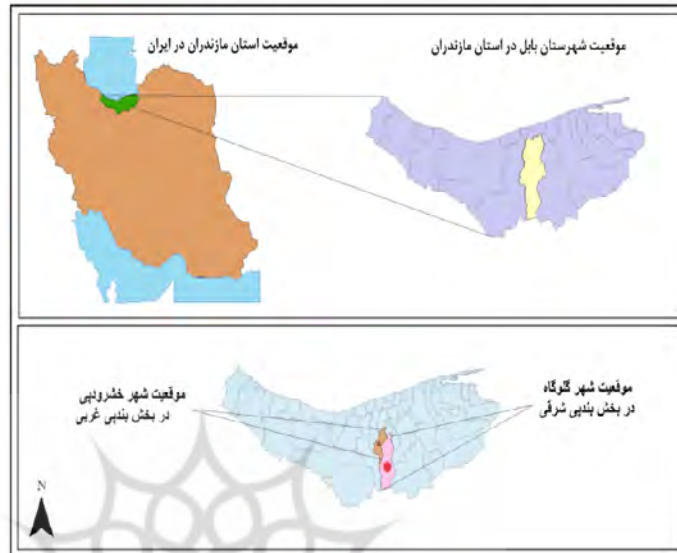 موقعیت استان مازندران در ایران
موقعیت شهرستان بابل در استان مازندران
موقعیت شهر گلوگاه
در بخش بندپی شرقی
موقعیت شهر خشرودپی
در بخش بندپی غربی
N